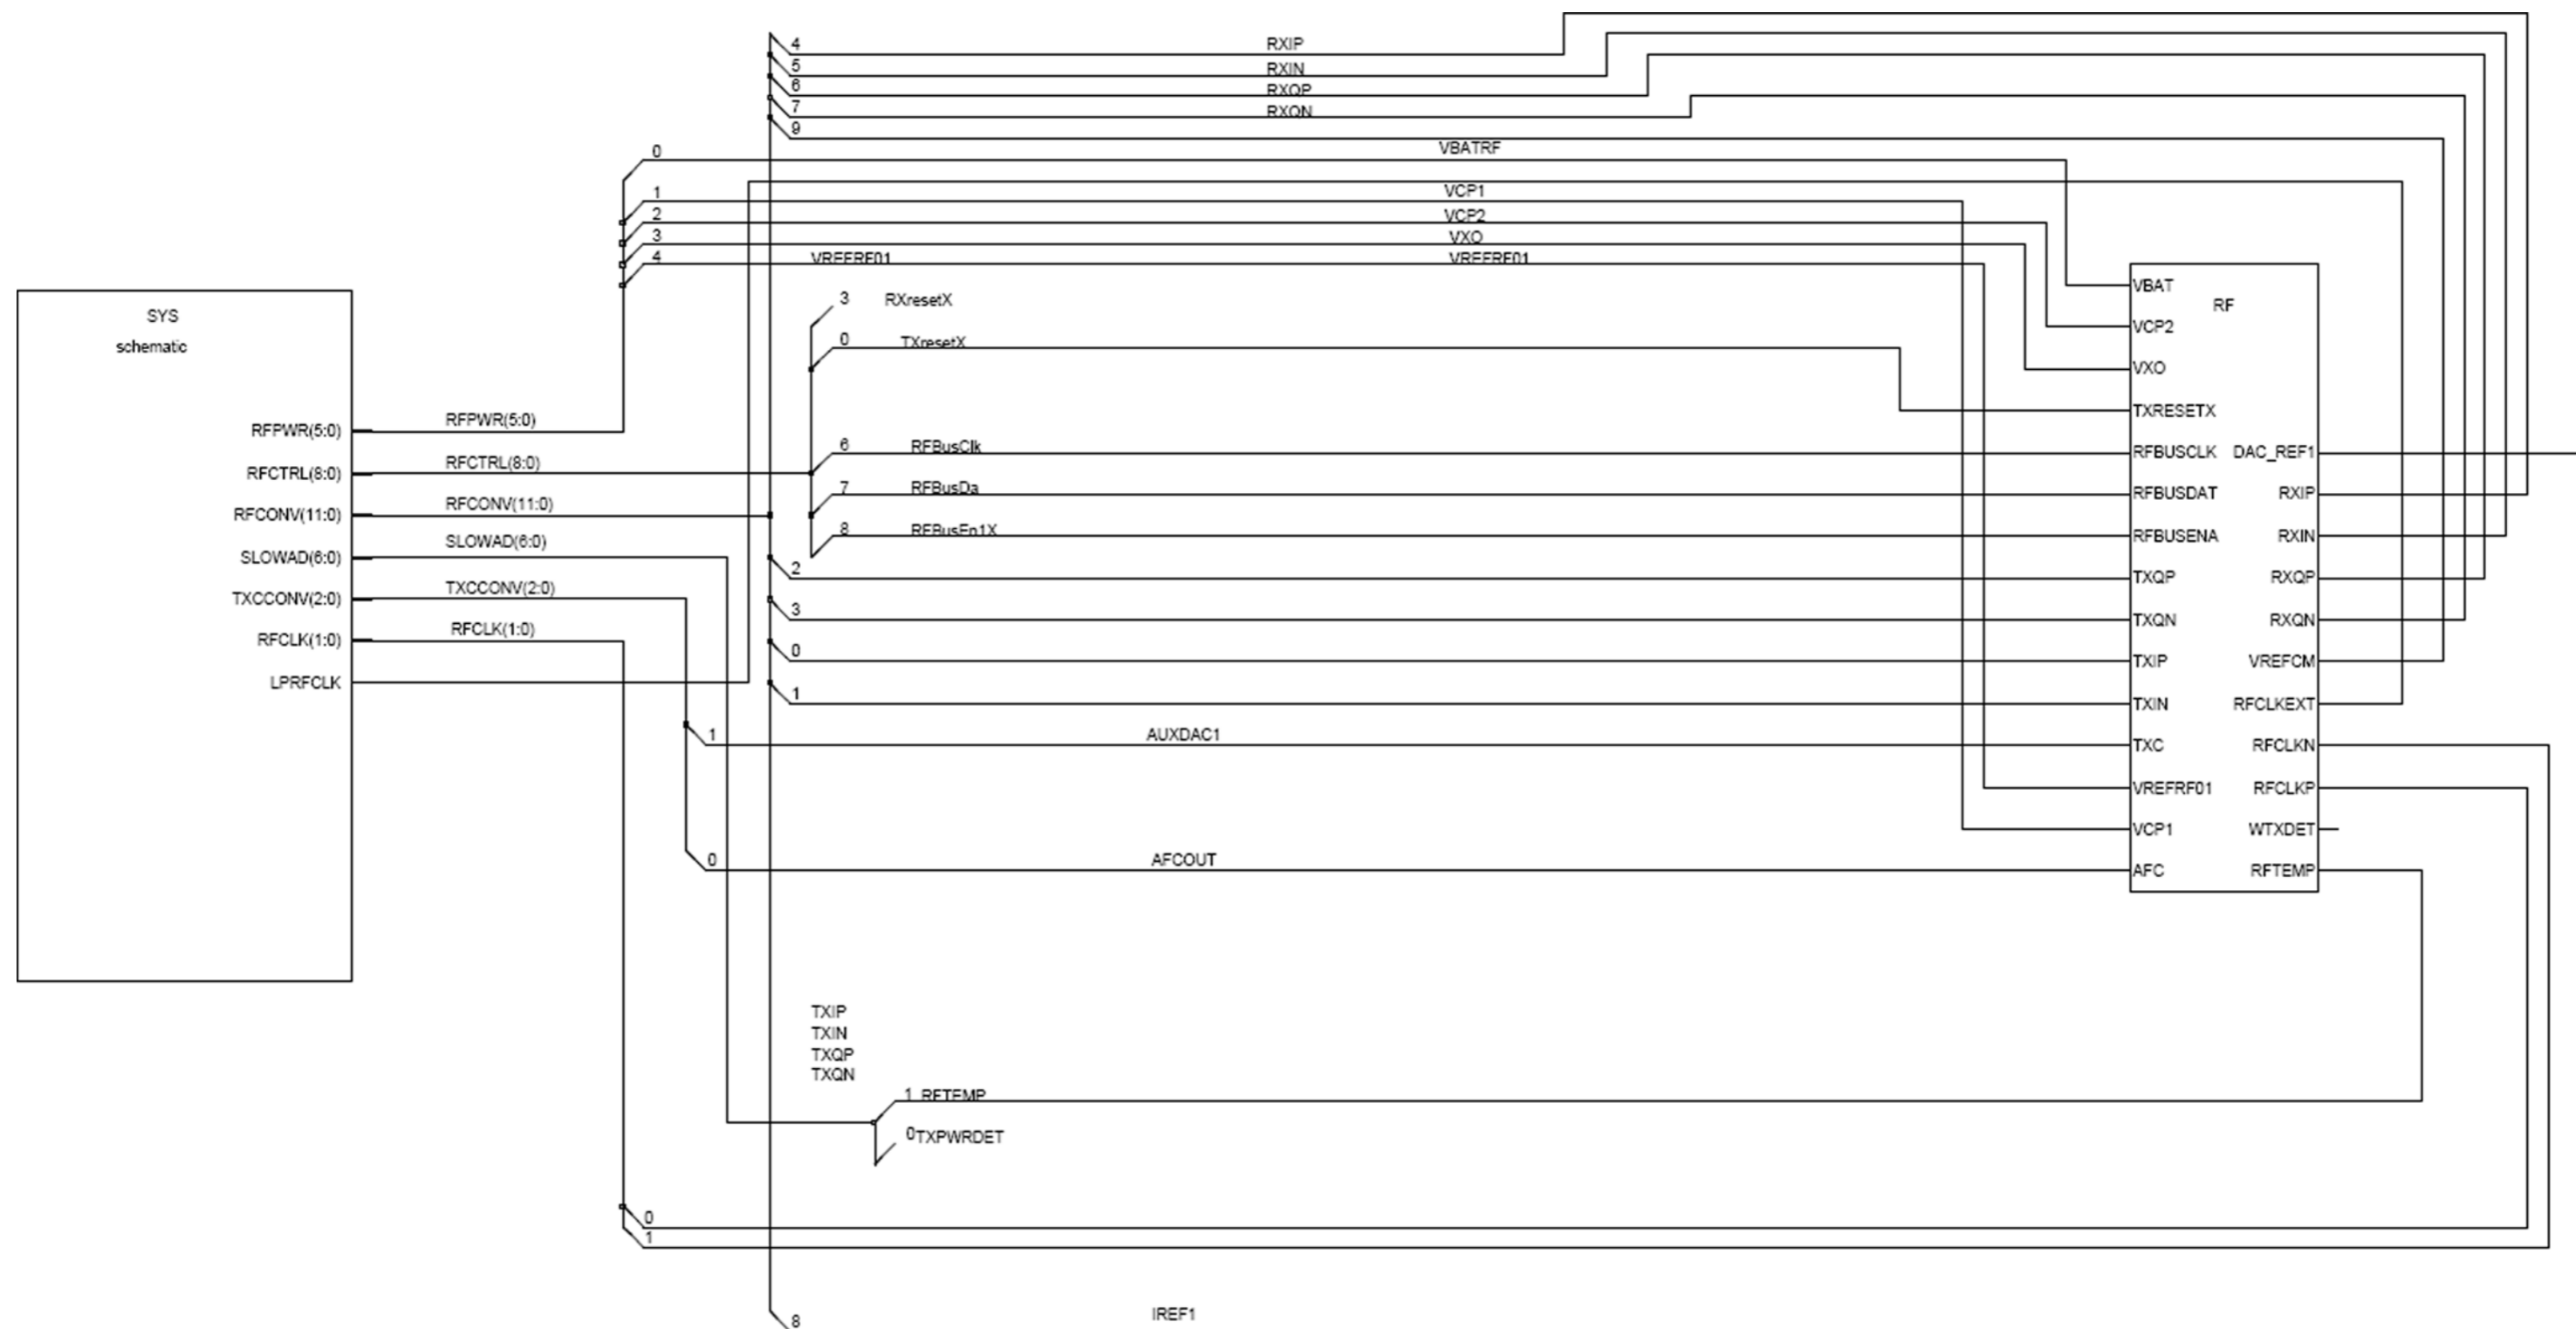 4 RXIP
5 RXIN
6 RXQP
7 RXQN
9
0 VBATRF
1 VCP1
2 VCP2
3 VXO
4 VREFRF01 VREFRF01
SYS
schematic
RFPWR(5:0) RFPWR(5:0)
RFCTRL(8:0) RFCTRL(8:0)
RFCONV(11:0) RFCONV(11:0)
SLOWAD(6:0) SLOWAD(6:0)
TXCCONV(2:0) TXCCONV(2:0)
RFCLK(1:0) RFCLK(1:0)
LPRFCLK
3 RXresetX
0 TXresetX
6 RFBusClk
7 RFBusDa
8 RFBusEn1X
2
3
0
1
1 AUXDAC1
0 AFCOUT
RF
VBAT
VCP2
VXO
TXRESETX
RFBUSCLK DAC_REF1
RFBUSDAT RXIP
RFBUSENA RXIN
TXQP RXQP
TXQN RXQN
TXIP VREFCM
TXIN RFCLKEXT
TXC RFCLKN
VREFRF01 RFCLKP
VCP1 WTXDET
AFC RFTEMP
TXIP
TXIN
TXQP
TXQN
1 RFTEMP
0 TXPWRDET
0
1
8 IREF1